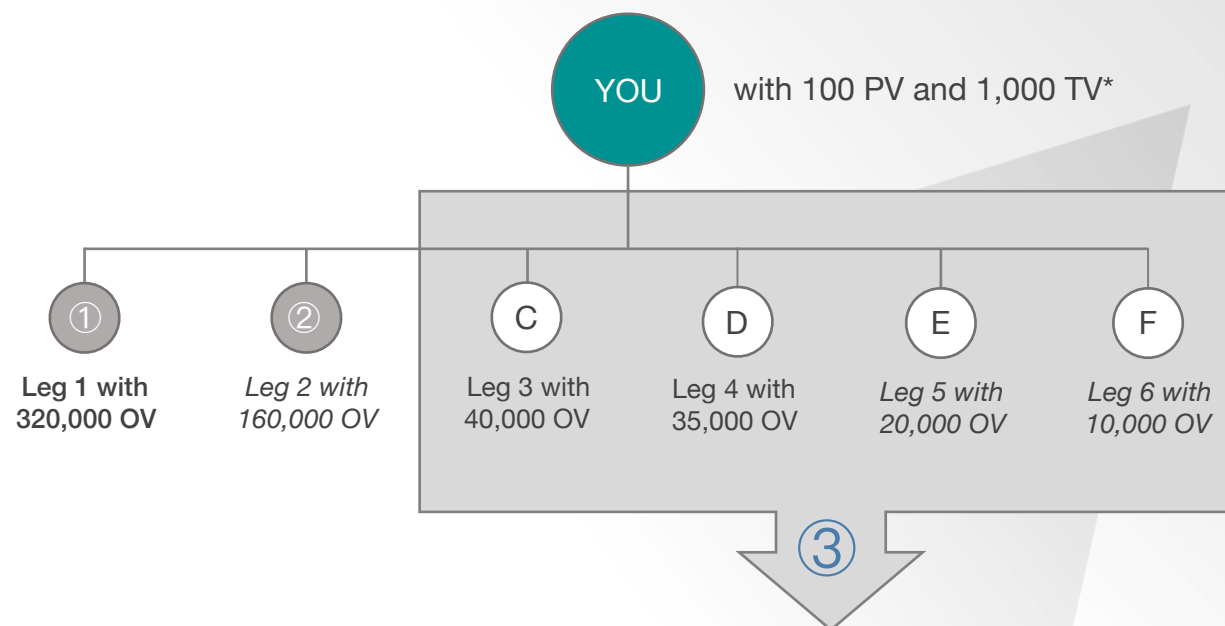 YOU
with 100 PV and 1,000 TV*
①
②
C
D
E
F
Leg 1 with
320,000 OV
Leg 2 with
160,000 OV
Leg 3 with
40,000 OV
Leg 4 with
35,000 OV
Leg 5 with
20,000 OV
Leg 6 with
10,000 OV
③